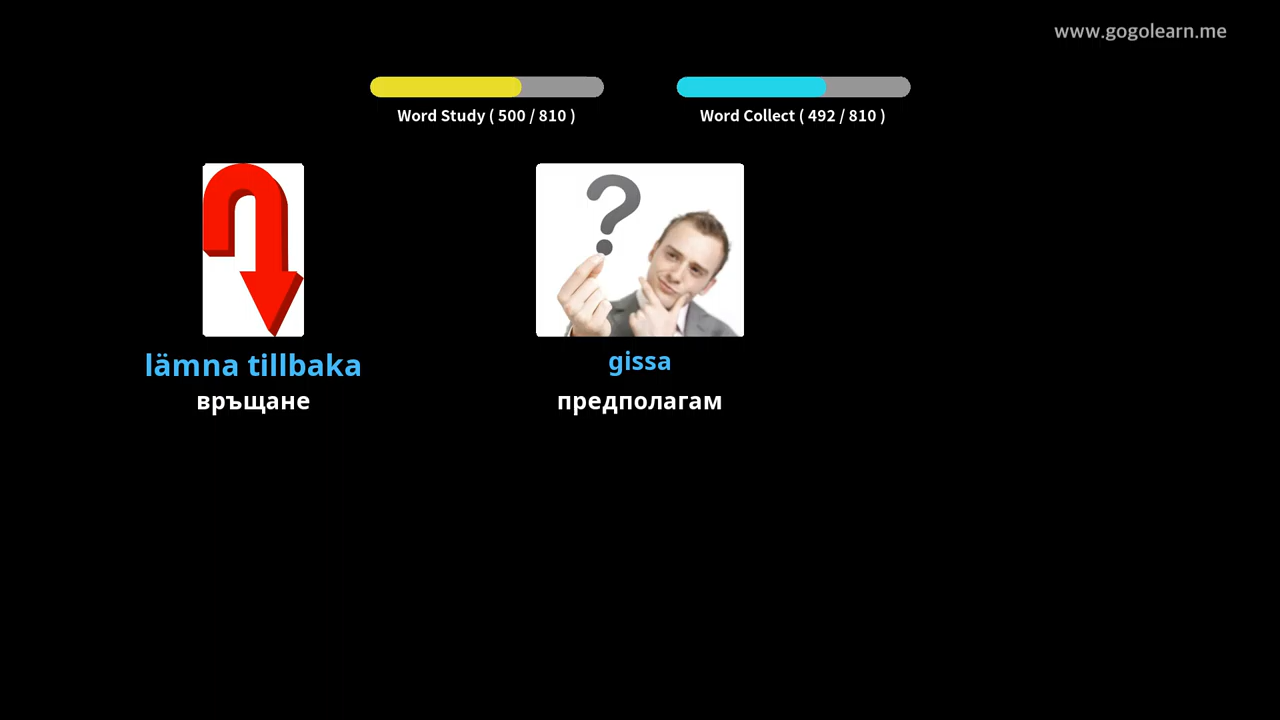 www.gogolearn.me
Word Study ( 500 / 810 )
Word Collect ( 492 / 810 )
lämna tillbaka
gissa
връщане
предполагам